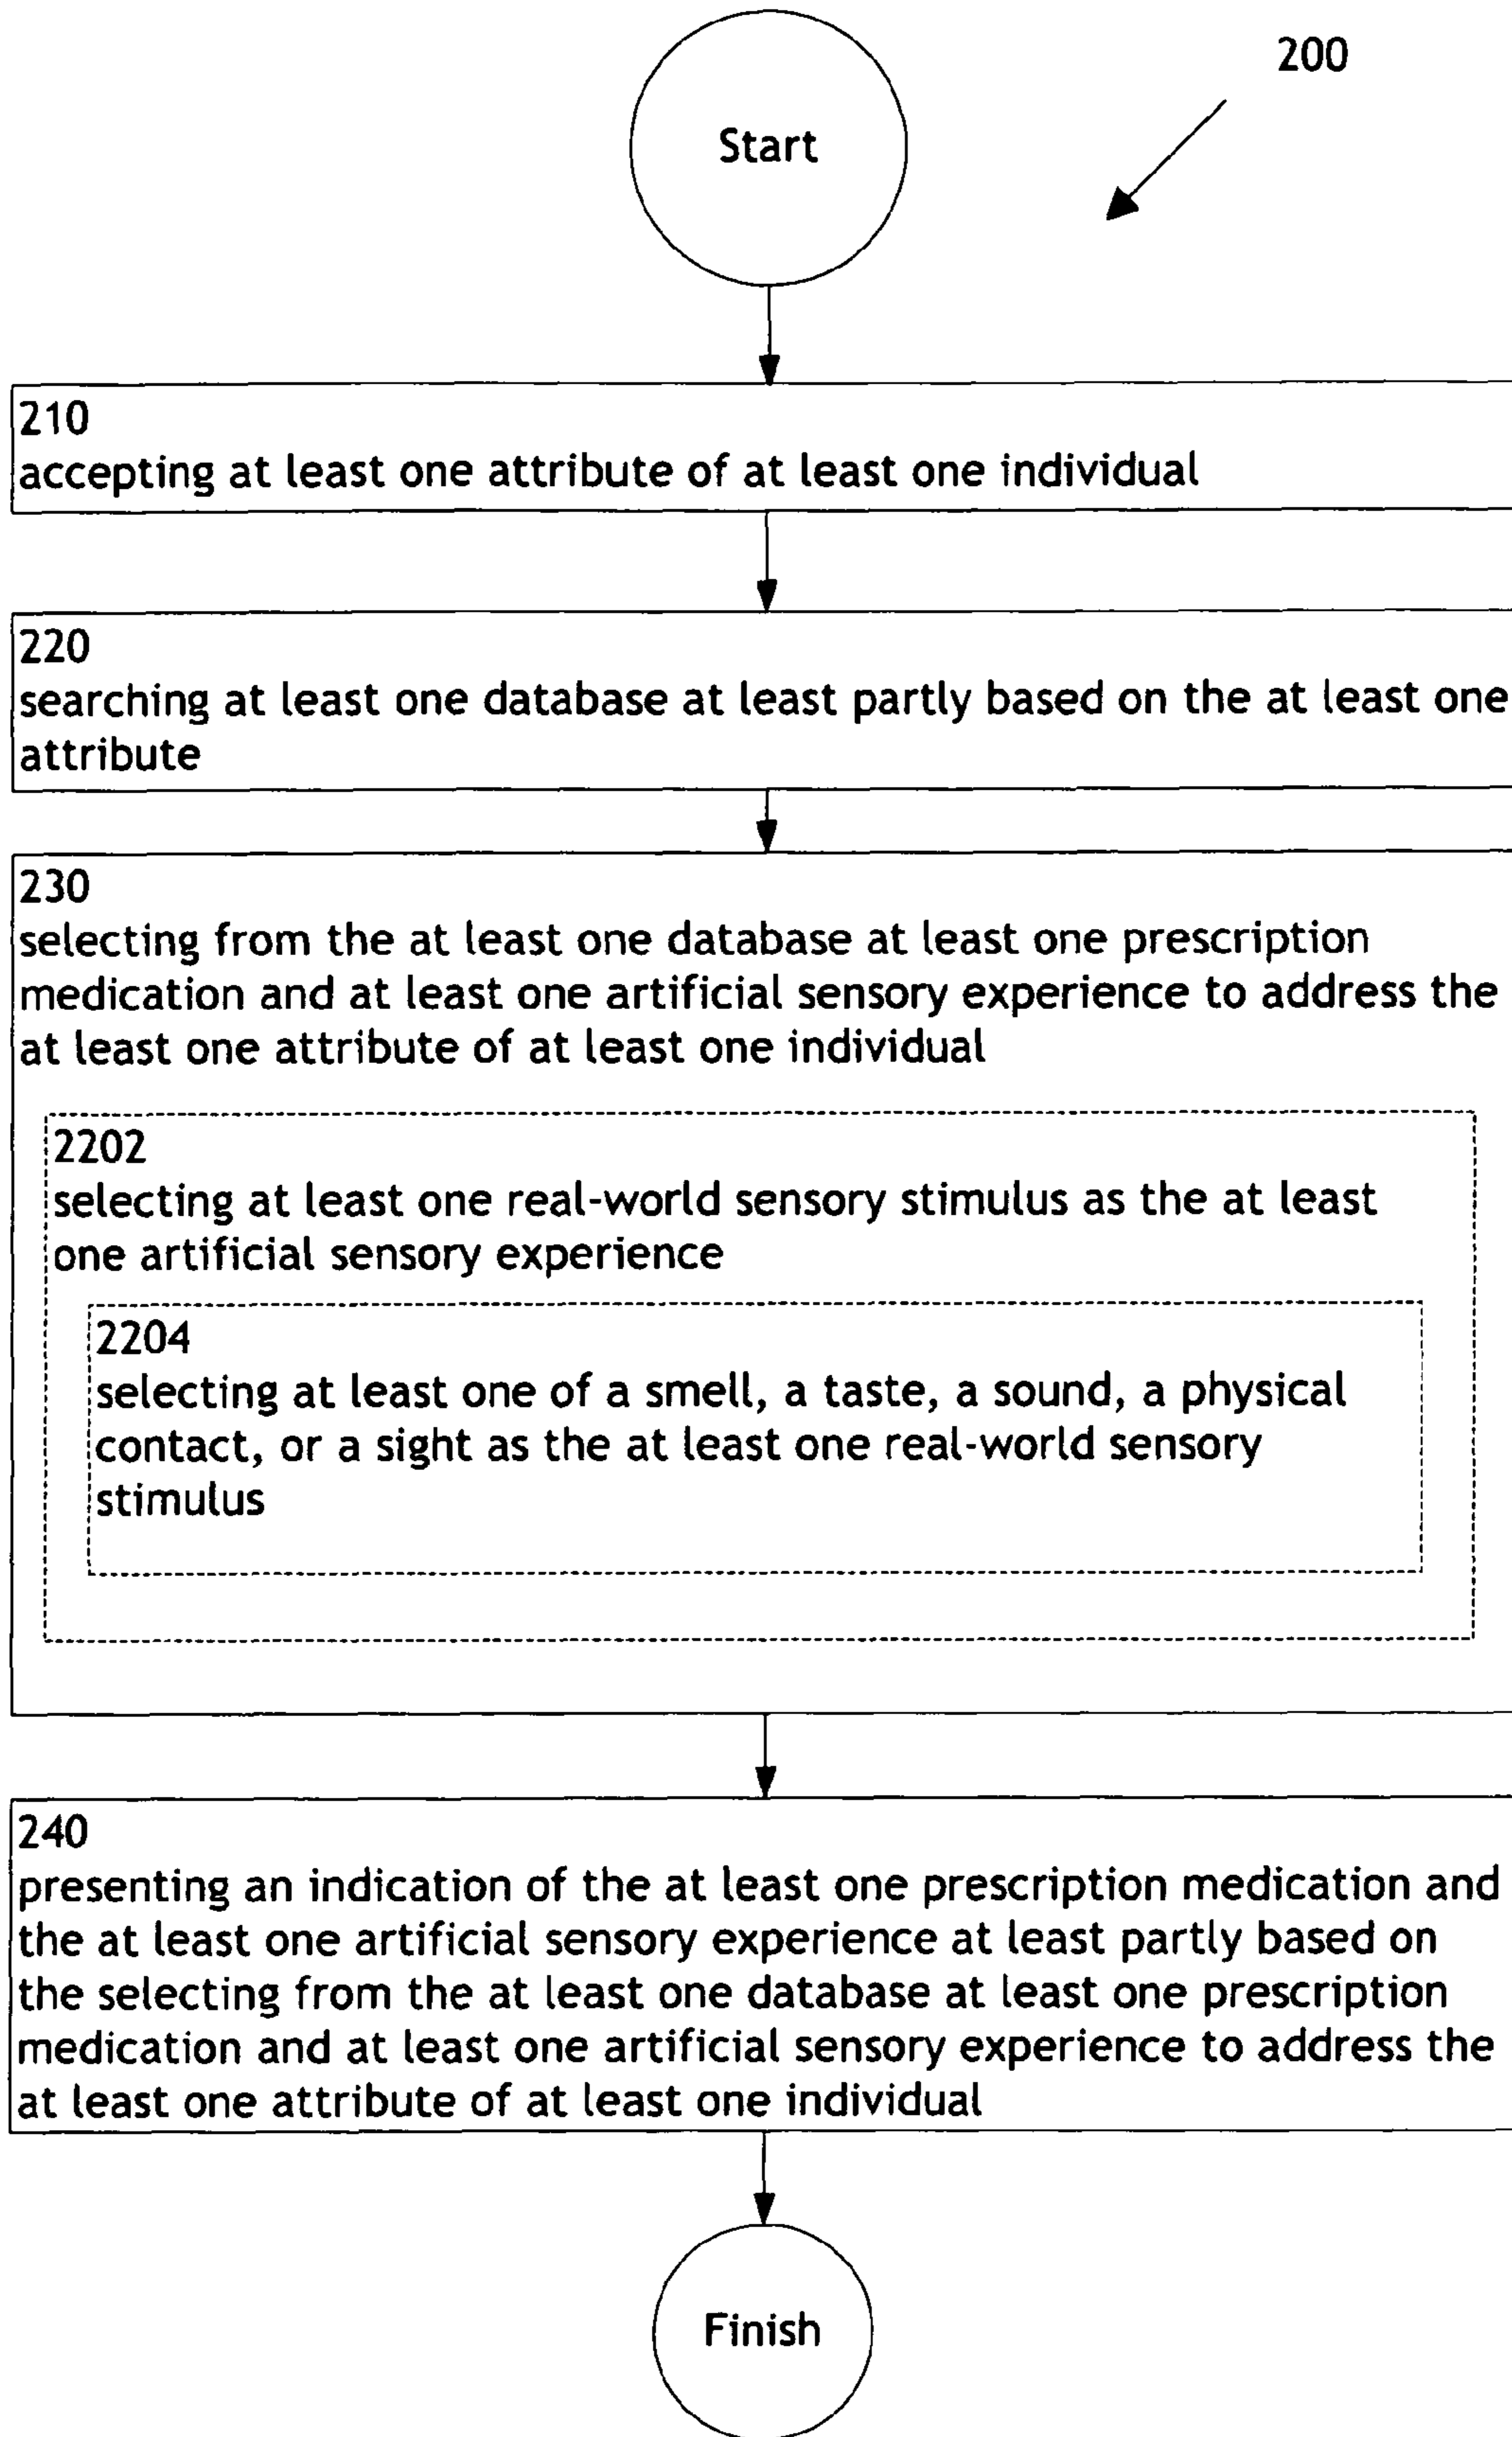 200
Start
210
accepting at least one attribute of at least one individual
220
searching at least one database at least partly based on the at least one
attribute
230
selecting from the at least one database at least one prescription
medication and at least one artificial sensory experience to address the
at least one attribute of at least one individual
2202
selecting at least one real-world sensory stimulus as the at least
one artificial sensory experience
2204
selecting at least one of a smell, a taste, a sound, a physical
contact, or a sight as the at least one real-world sensory
stimulus
240
presenting an indication of the at least one prescription medication and
the at least one artificial sensory experience at least partly based on
the selecting from the at least one database at least one prescription
medication and at least one artificial sensory experience to address the
at least one attribute of at least one individual
Finish